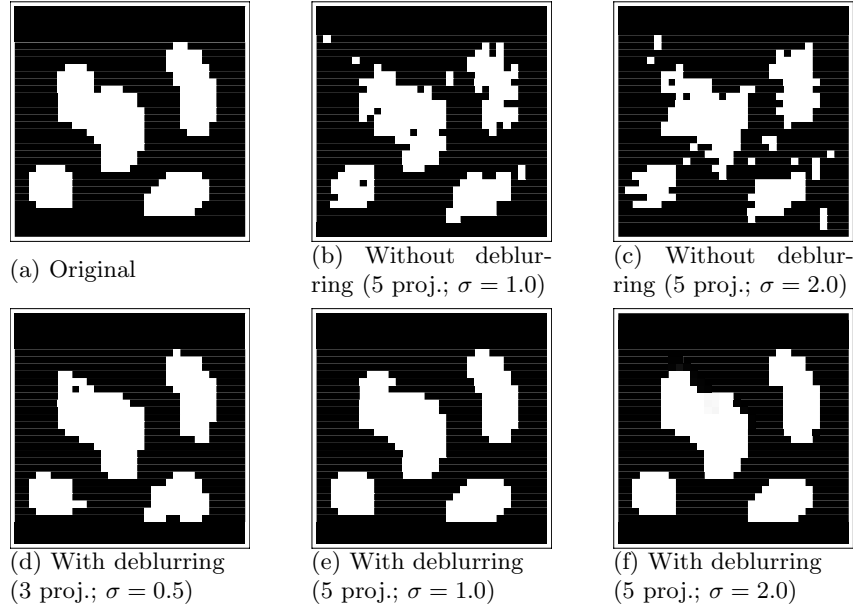 (a) Original
(b) Without deblur-
ring (5 proj.; σ = 1.0)
(c) Without deblur-
ring (5 proj.; σ = 2.0)
(d) With deblurring
(3 proj.; σ = 0.5)
(e) With deblurring
(5 proj.; σ = 1.0)
(f) With deblurring
(5 proj.; σ = 2.0)